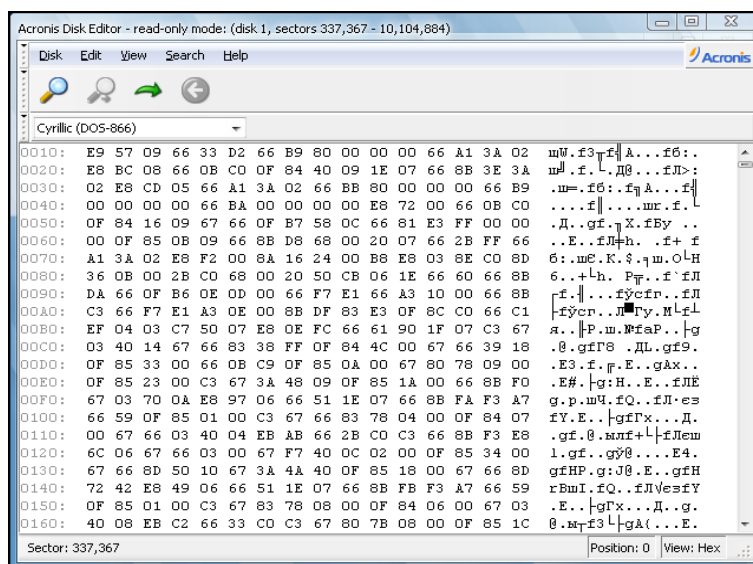 Acronis Disk Editor - read-only mode: (disk 1, sectors 337,367 - 10,104,884)
Disk Edit View Search Help
Acronis
Cyrillic (DOS-866)
0010: E9 57 09 66 33 D2 66 B9 80 00 00 00 66 A1 3A 02
0020: E8 BC 08 66 0B C0 0F 84 40 09 1E 07 66 8B 3E 3A
0030: 02 E8 CD 05 66 A1 3A 02 66 BB 80 00 00 00 66 B9
0040: 00 00 00 00 66 BA 00 00 00 00 E8 72 00 66 0B C0
0050: 0F 84 16 09 67 66 0F B7 58 0C 66 81 E3 FF 00 00
0060: 00 0F 85 0B 09 66 8B D8 68 00 20 07 66 2B FF 66
0070: A1 3A 02 E8 F2 00 8A 16 24 00 B8 E8 03 8E C0 8D
0080: 36 0B 00 2B C0 68 00 20 50 CB 06 1E 66 60 66 8B
0090: DA 66 0F B6 0E 0D 00 66 F7 E1 66 A3 10 00 66 8B
00A0: C3 66 F7 E1 A3 0E 00 8B DF 83 E3 0F 8C C0 66 C1
00B0: EF 04 03 C7 50 07 E8 0E FC 66 61 90 1F 07 C3 67
00C0: 03 40 14 67 66 83 38 FF 0F 84 4C 00 67 66 39 18
00D0: 0F 85 33 00 66 0B C9 0F 85 0A 00 67 80 78 09 00
00E0: 0F 85 23 00 C3 67 3A 48 09 0F 85 1A 00 66 8B F0
00F0: 67 03 70 0A E8 97 06 66 51 1E 07 66 8B FA F3 A7
0100: 66 59 0F 85 01 00 C3 67 66 83 78 04 00 0F 84 07
0110: 00 67 66 03 40 04 EB AB 66 2B C0 C3 66 8B F3 E8
0120: 6C 06 67 66 03 00 67 F7 40 0C 02 00 0F 85 34 00
0130: 67 66 8D 50 10 67 3A 4A 40 0F 85 18 00 67 66 8D
0140: 72 42 E8 49 06 66 51 1E 07 66 8B FB F3 A7 66 59
0150: 0F 85 01 00 C3 67 83 78 08 00 0F 84 06 00 67 03
0160: 40 08 EB C2 66 33 C0 C3 67 80 7B 08 00 0F 85 1C
Sector: 337,367
Position: 0 View: Hex